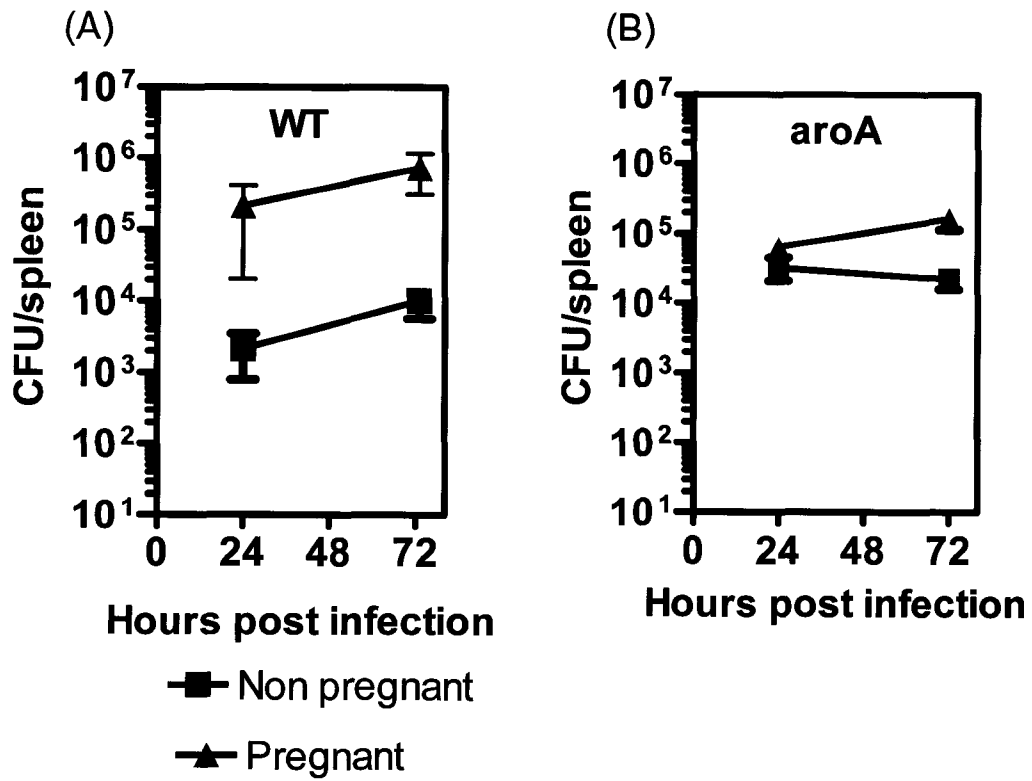 (A)
WT
CFU/spleen
10⁷
10⁶
10⁵
10⁴
10³
10²
10¹
0 24 48 72
Hours post infection
Non pregnant
Pregnant
(B)
aroA
CFU/spleen
10⁷
10⁶
10⁵
10⁴
10³
10²
10¹
0 24 48 72
Hours post infection